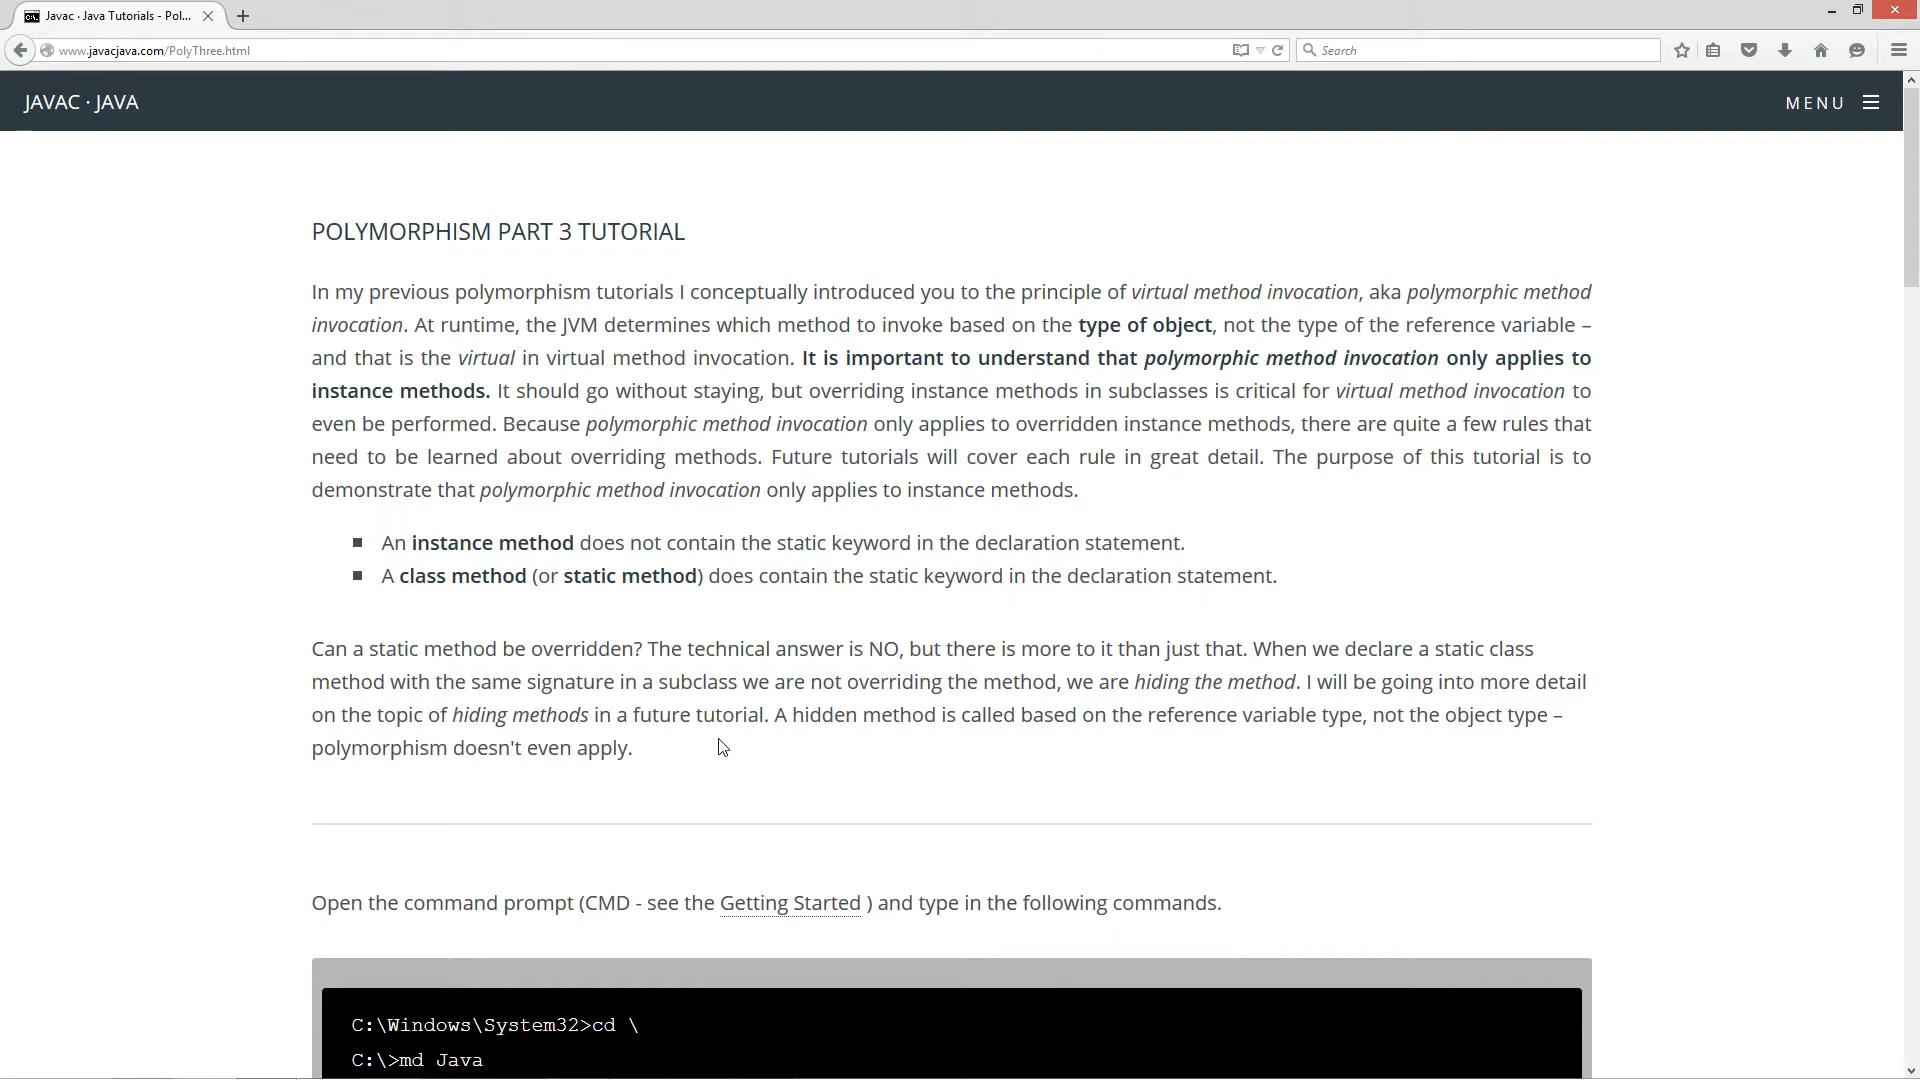 Javac · Java Tutorials - Pol...
www.javacjava.com/PolyThree.html
Search
JAVAC · JAVA
MENU
POLYMORPHISM PART 3 TUTORIAL
In my previous polymorphism tutorials I conceptually introduced you to the principle of virtual method invocation, aka polymorphic method
invocation. At runtime, the JVM determines which method to invoke based on the type of object, not the type of the reference variable –
and that is the virtual in virtual method invocation. It is important to understand that polymorphic method invocation only applies to
instance methods. It should go without staying, but overriding instance methods in subclasses is critical for virtual method invocation to
even be performed. Because polymorphic method invocation only applies to overridden instance methods, there are quite a few rules that
need to be learned about overriding methods. Future tutorials will cover each rule in great detail. The purpose of this tutorial is to
demonstrate that polymorphic method invocation only applies to instance methods.
An instance method does not contain the static keyword in the declaration statement.
A class method (or static method) does contain the static keyword in the declaration statement.
Can a static method be overridden? The technical answer is NO, but there is more to it than just that. When we declare a static class
method with the same signature in a subclass we are not overriding the method, we are hiding the method. I will be going into more detail
on the topic of hiding methods in a future tutorial. A hidden method is called based on the reference variable type, not the object type –
polymorphism doesn't even apply.
Open the command prompt (CMD - see the Getting Started ) and type in the following commands.
C:\Windows\System32>cd \
C:\>md Java